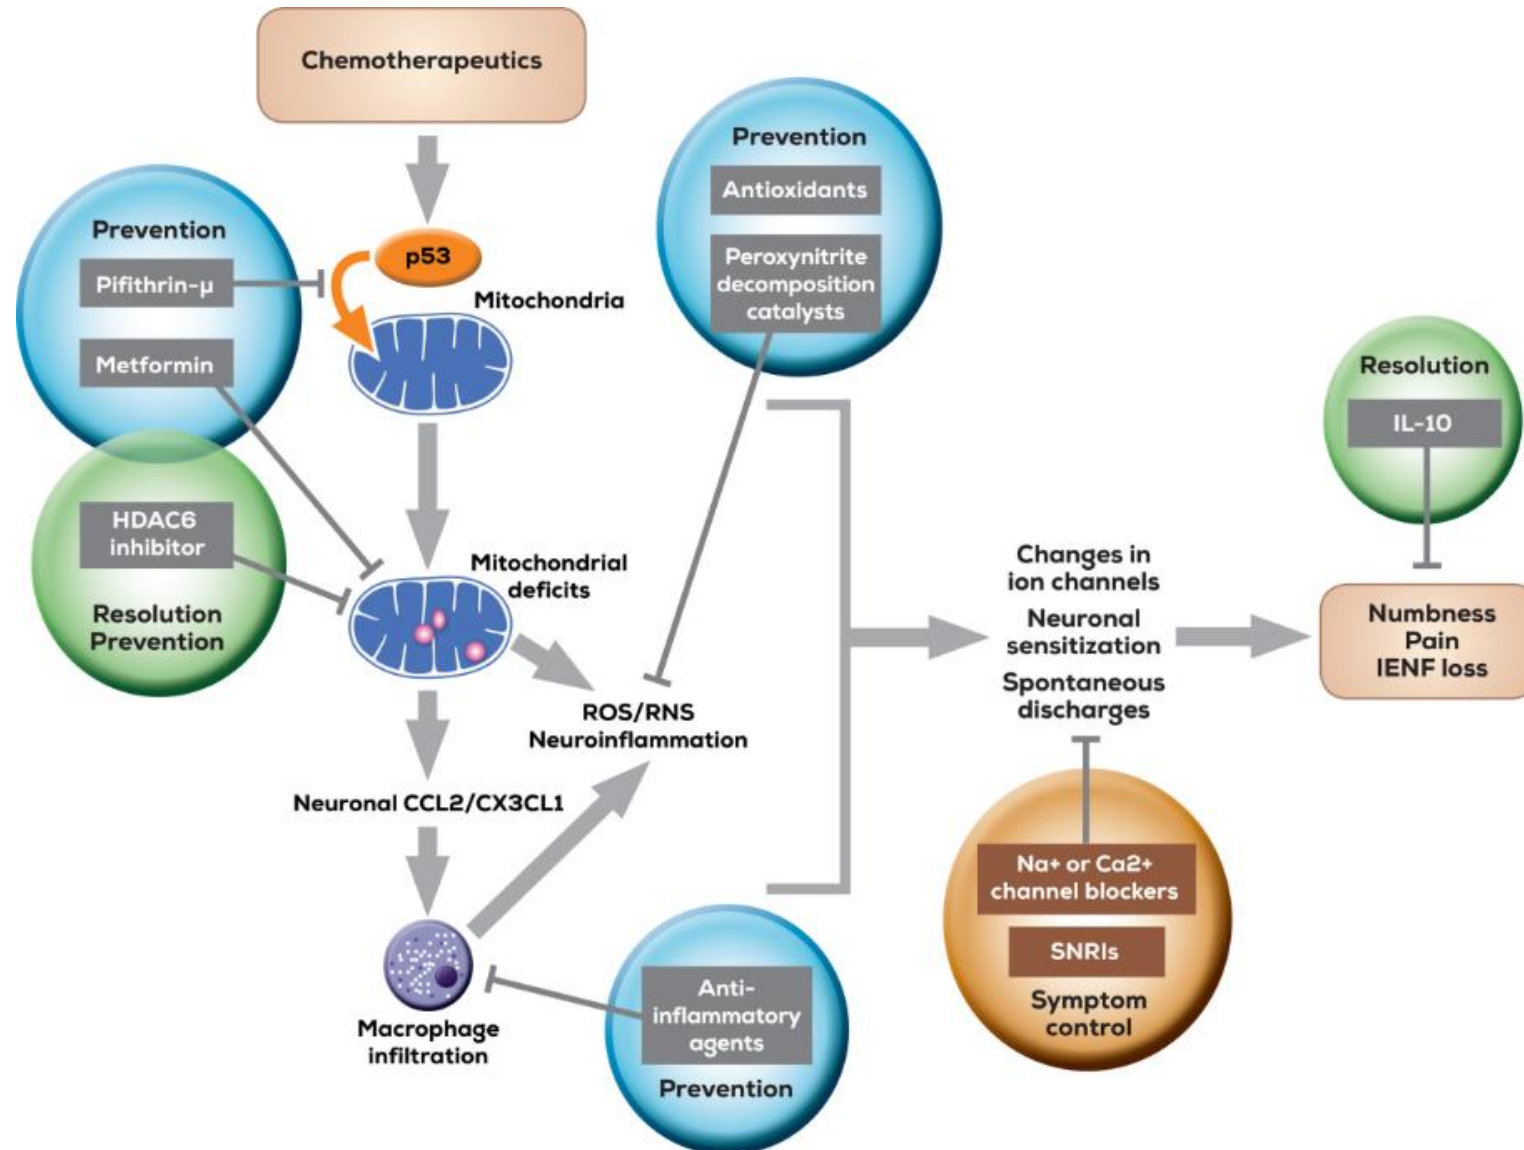 Chemotherapeutics
Prevention
Pifithrin-μ
Metformin
p53
Mitochondria
Prevention
Antioxidants
Peroxynitrite
decomposition
catalysts
Resolution
IL-10
HDAC6
inhibitor
Resolution
Prevention
Mitochondrial
deficits
ROS/RNS
Neuroinflammation
Neuronal CCL2/CX3CL1
Macrophage
infiltration
Anti-
inflammatory
agents
Prevention
Changes in
ion channels
Neuronal
sensitization
Spontaneous
discharges
Numbness
Pain
IENF loss
Na+ or Ca2+
channel blockers
SNRIs
Symptom
control